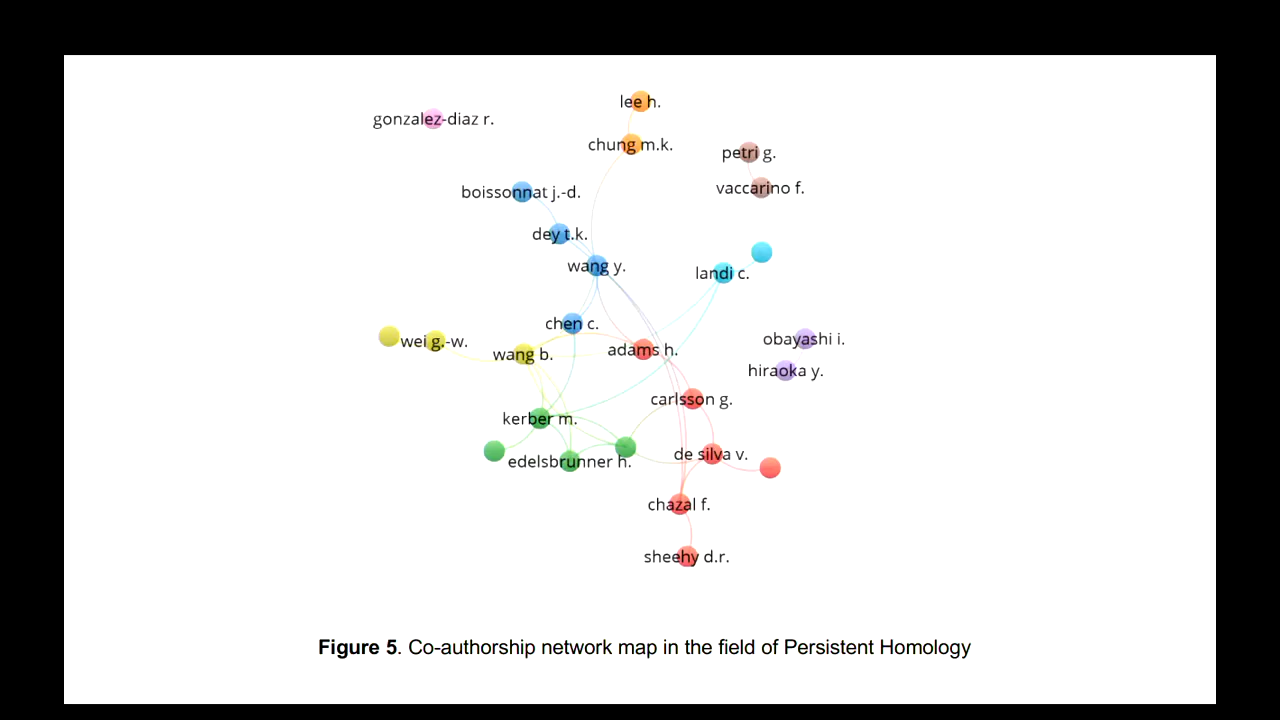 lee h.
gonzalez-diaz r.
chung m.k.
petri g.
vaccarino f.
boissonnat j.-d.
dey t.k.
wang y.
landi c.
chen c.
obayashi i.
wei g.-w.
adams h.
wang b.
hiraoka y.
carlsson g.
kerber m.
de silva v.
edelsbrunner h.
chazal f.
sheehy d.r.
Figure 5. Co-authorship network map in the field of Persistent Homology